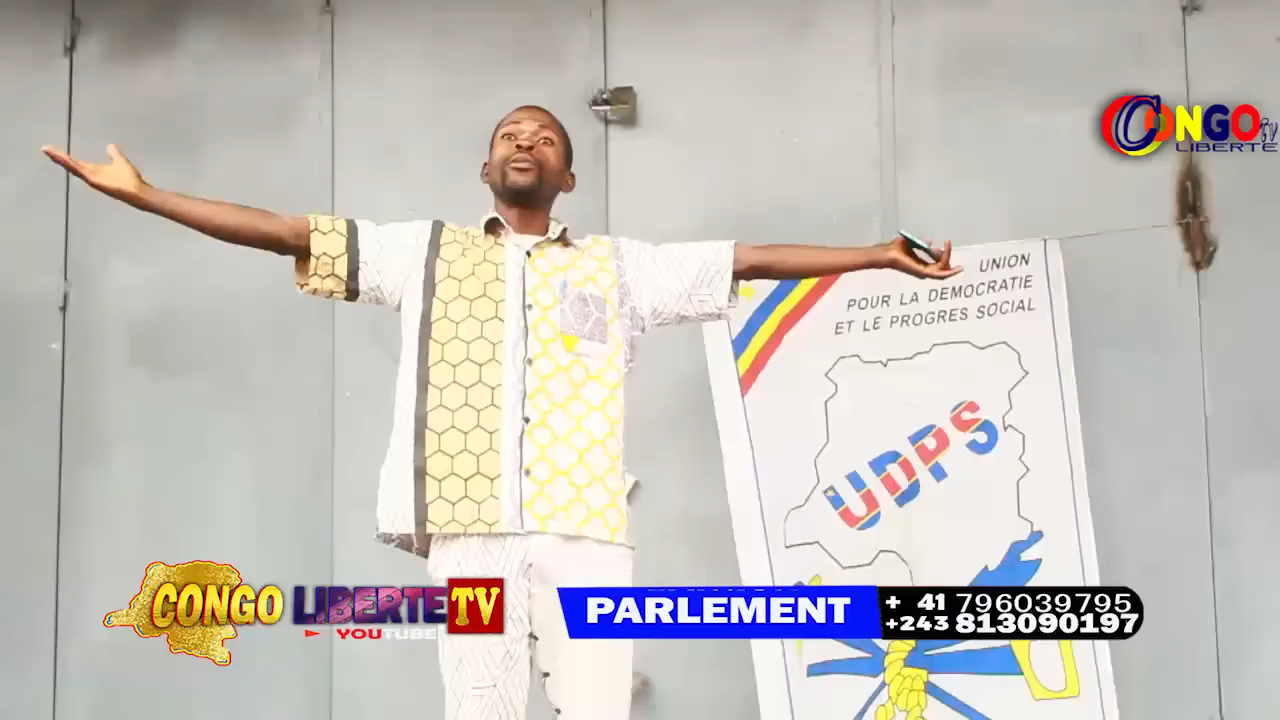 CONGO TV
LIBERTE
UNION
POUR LA DEMOCRATIE
ET LE PROGRES SOCIAL
UDPS
CONGO LIBERTE TV
YOUTUBE
PARLEMENT
+ 41 796039795
+243 813090197